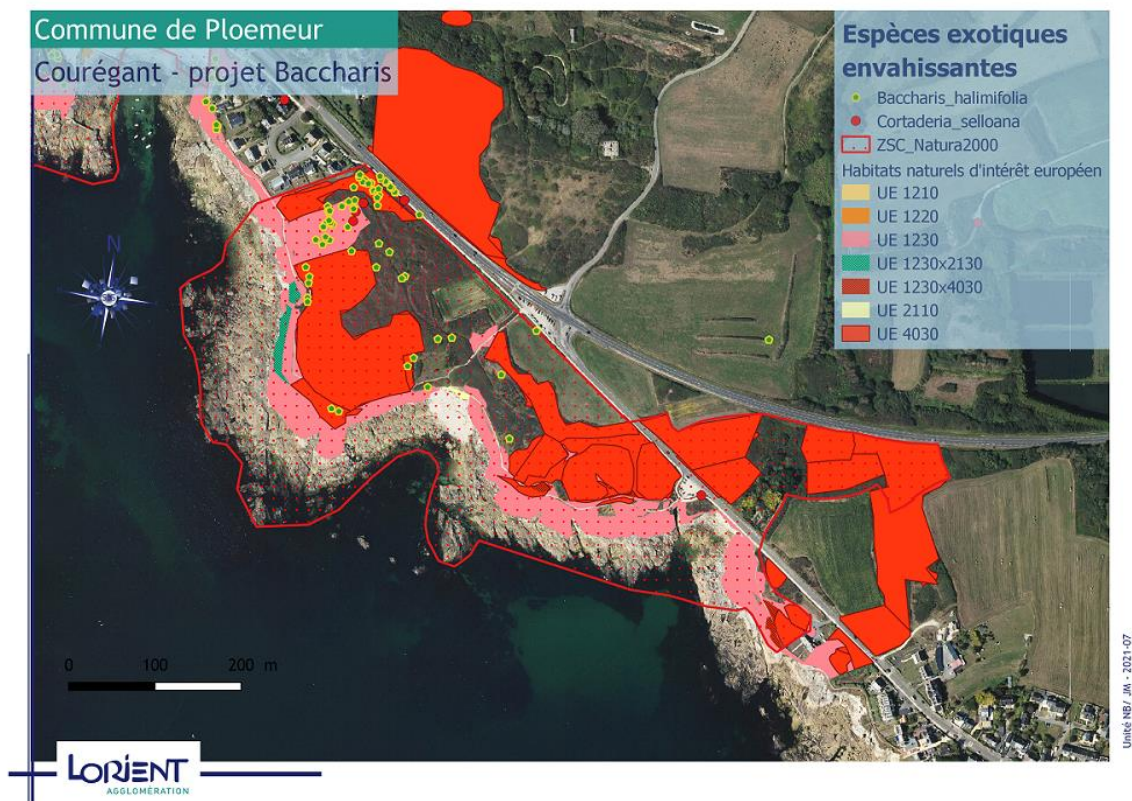 Commune de Ploemeur
Courégant - projet Baccharis
Espèces exotiques
envahissantes
Baccharis_halimifolia
Cortaderia_selloana
ZSC_Natura2000
Habitats naturels d'intérêt européen
UE 1210
UE 1220
UE 1230
UE 1230x2130
UE 1230x4030
UE 2110
UE 4030
N
0 100 200 m
Unité NB/ JM - 2021-07
LORIENT
AGGLOMÉRATION